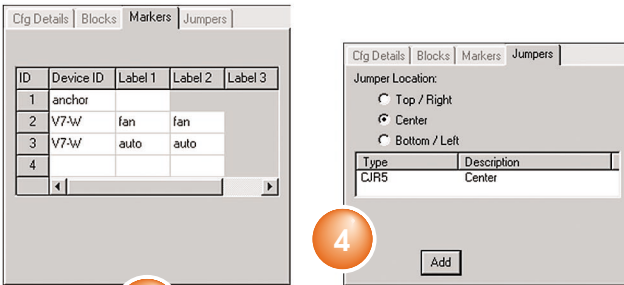 Cfg Details Blocks Markers Jumpers
ID Device ID Label 1 Label 2 Label 3
1 anchor
2 V7-W fan fan
3 V7-W auto auto
4
Cfg Details Blocks Markers Jumpers
Jumper Location:
Top / Right
Center
Bottom / Left
Type Description
CJR5 Center
4
Add